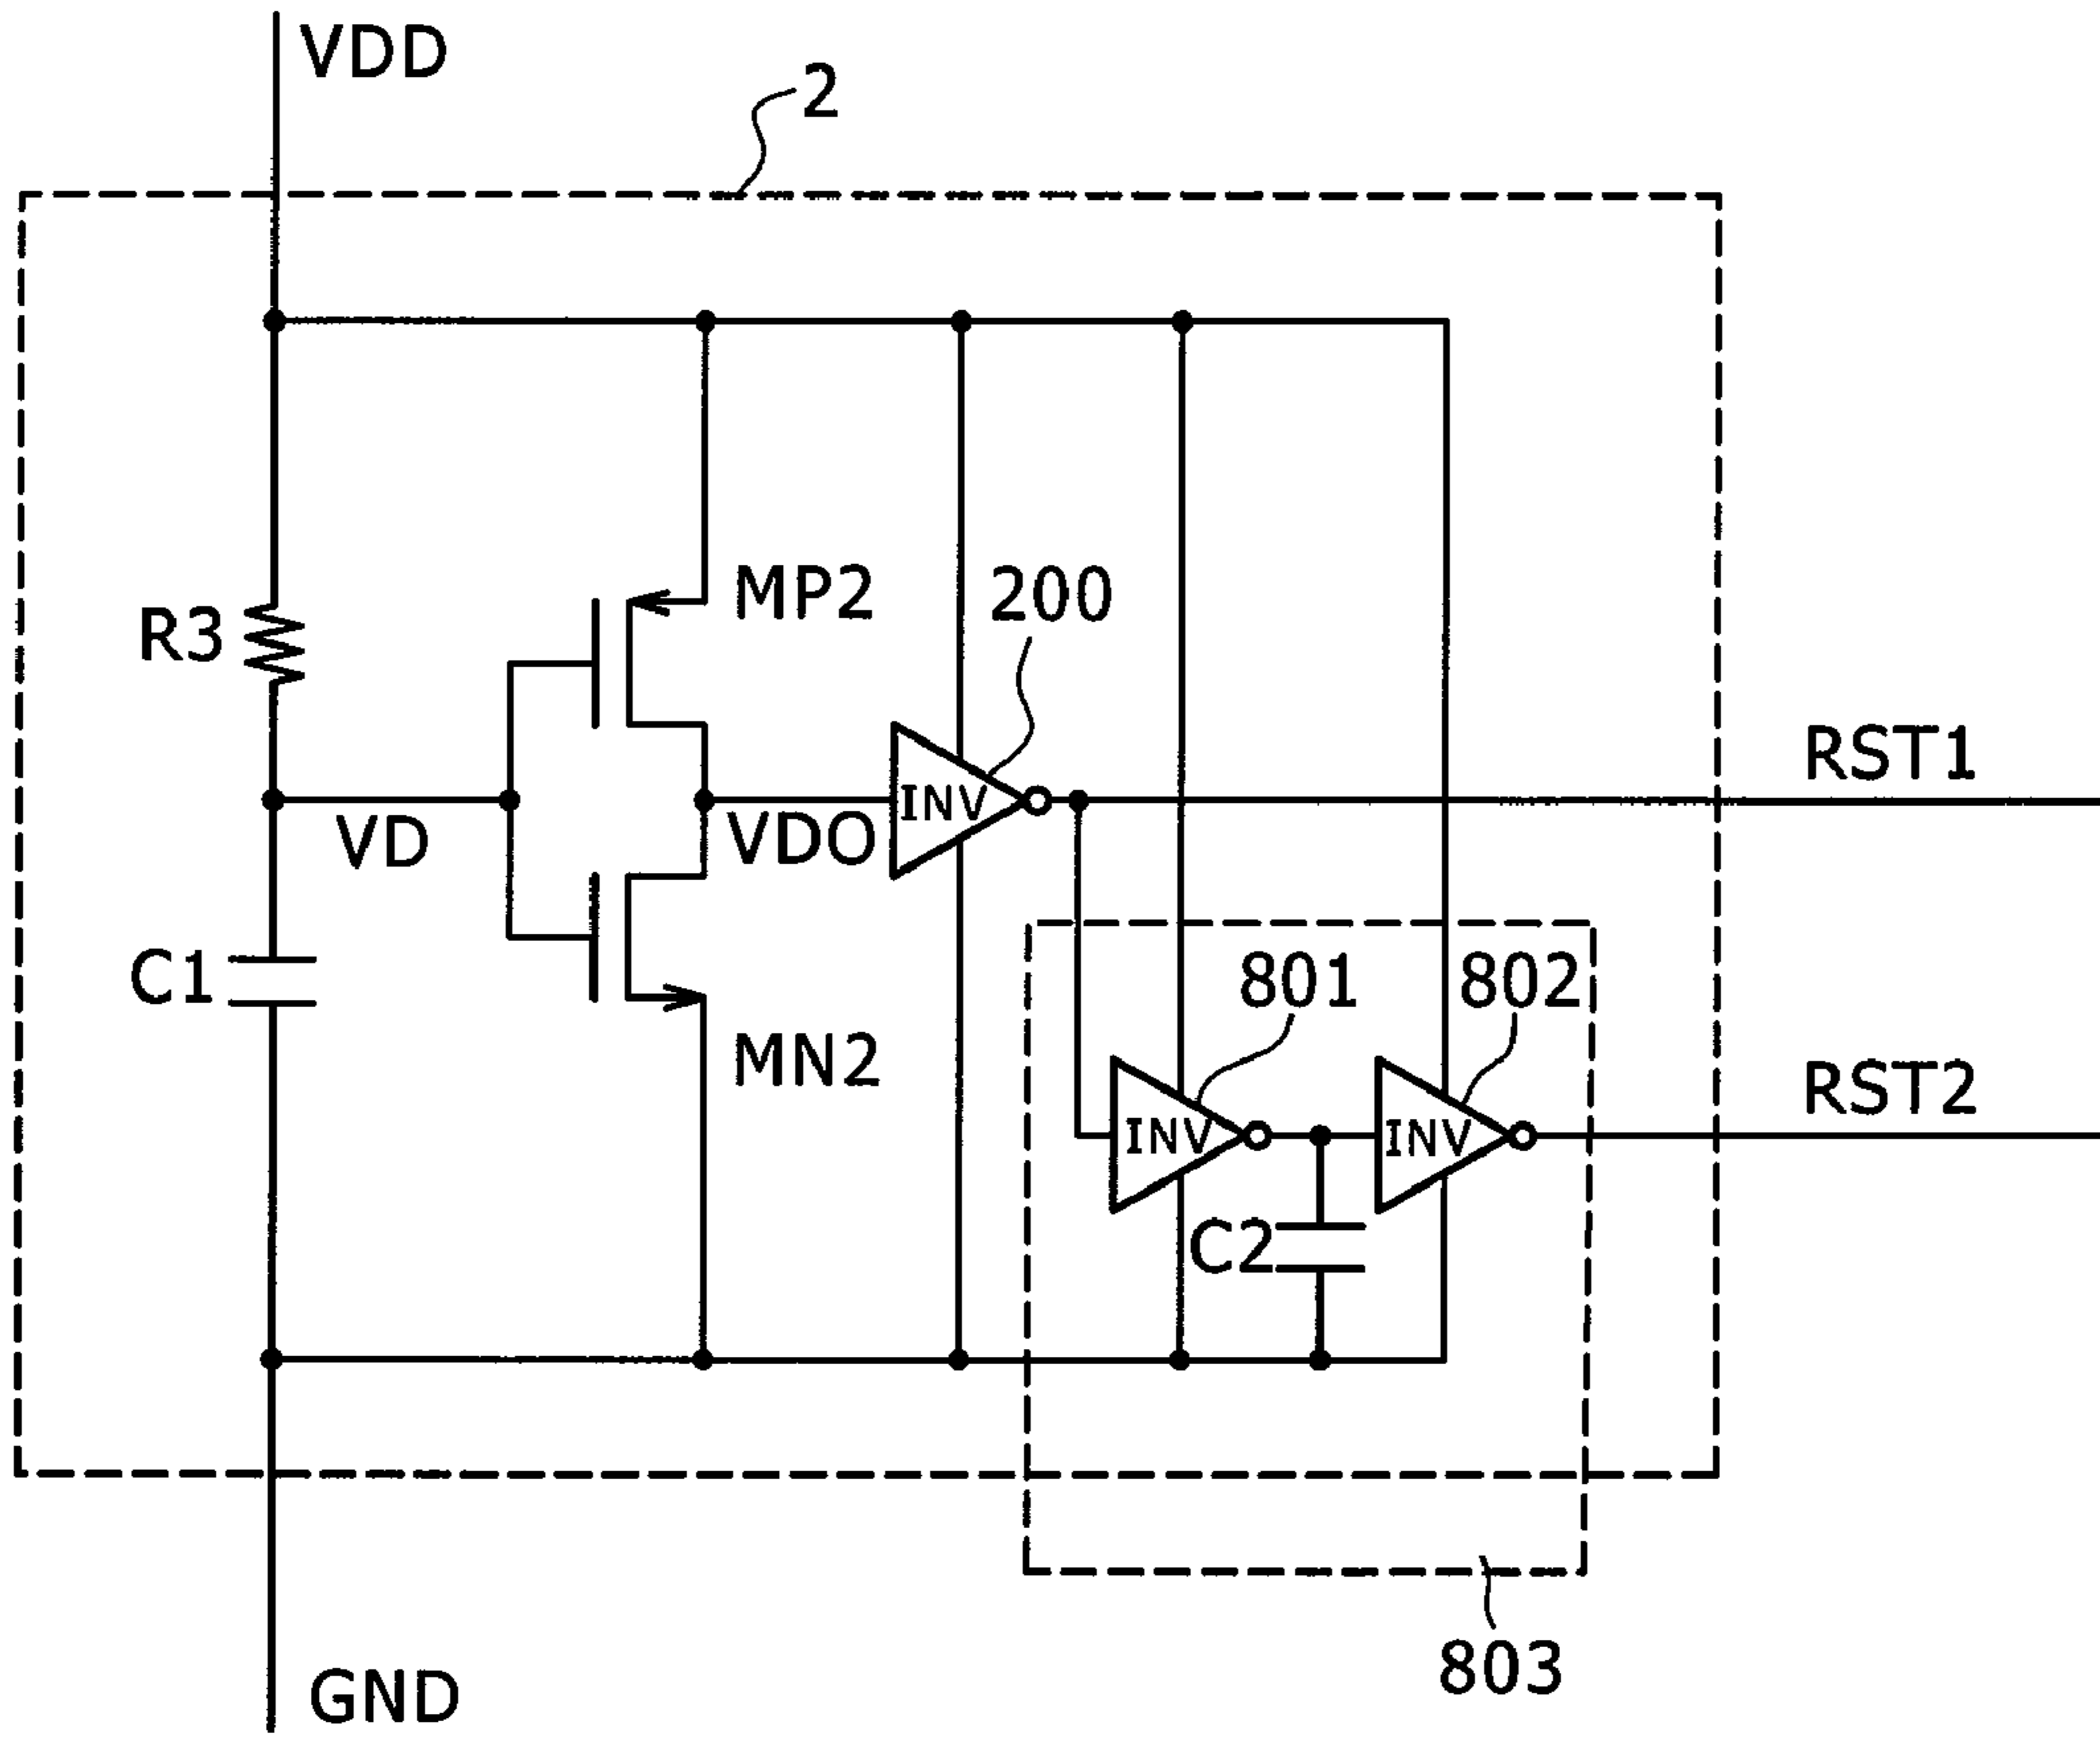 VDD
2
MP2
200
R3
RST1
INV
VD
VDO
C1
801
802
MN2
RST2
INV
INV
C2
803
GND